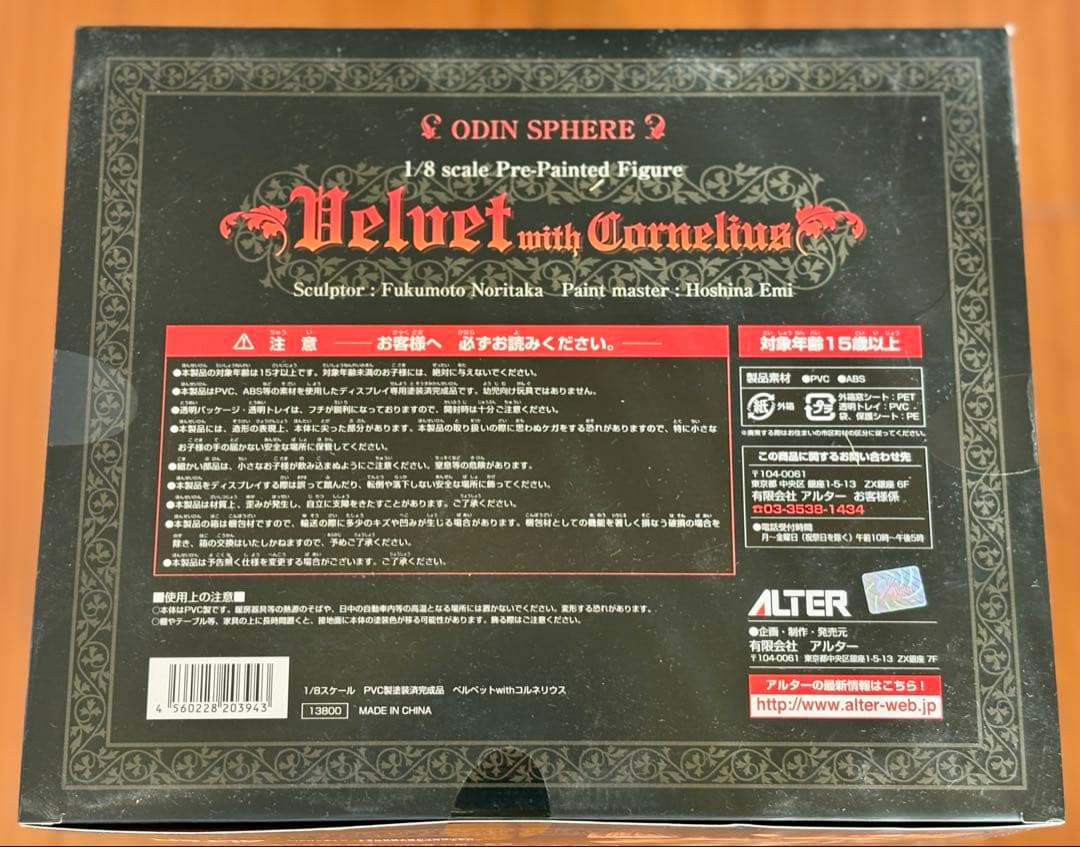 ODIN SPHERE
1/8 scale Pre-Painted Figure
Velvet with Cornelius
Sculptor : Fukumoto Noritaka Paint master : Hoshina Emi
⚠ 注意 ── お客様へ 必ずお読みください。 ──
●本製品の対象年齢は15才以上です。対象年齢未満のお子様には、絶対に与えないでください。
●本製品はPVC、ABS等の素材を使用したディスプレイ専用塗装済完成品です。幼児向け玩具ではありません。
●透明パッケージ・透明トレイは、フチが鋭利になっておりますので、開封時は十分ご注意ください。
●本製品には、造形の表現上、本体に尖った部分があります。本製品の取り扱いの際に思わぬケガをする恐れがありますので、特に小さな
お子様の手の届かない安全な場所に保管してください。
●細かい部品は、小さなお子様が飲み込まぬようにご注意ください。窒息等の危険があります。
●本製品をディスプレイする際は誤って踏んだり、転倒や落下しない安全な場所に飾ってください。
●本製品は材質上、歪みが発生し、自立に支障をきたすことがあります。ご了承ください。
●本製品の箱は梱包材ですので、輸送の際に多少のキズや凹みが生じる場合があります。梱包材としての機能を著しく損なう破損の場合を
除き、箱の交換はいたしかねますので、予めご了承ください。
●本製品は予告無く仕様を変更する場合がございます。ご了承ください。
■使用上の注意■
○本体はPVC製です。暖房器具等の熱源のそばや、日中の自動車内等の高温となる場所には置かないでください。変形する恐れがあります。
○棚やテーブル等、家具の上に長時間置くと、接地面に本体の塗装色が移る可能性があります。飾る際はご注意ください。
4 560228 203943
1/8スケール PVC製塗装済完成品 ベルベットwithコルネリウス
13800 MADE IN CHINA
対象年齢15歳以上
製品素材 ●PVC ●ABS
紙 外箱
プラ 外箱窓シート:PET
透明トレイ:PVC
袋、保護シート:PE
※廃棄する際はお住まいの市区町村の区分に従ってください。
この商品に関するお問い合わせ先
〒104-0061
東京都 中央区 銀座1-5-13 ZX銀座 6F
有限会社 アルター お客様係
☎03-3538-1434
●電話受付時間
月〜金曜日(祝祭日を除く)午前10時〜午後5時
ALTER
●企画・制作・発売元
有限会社 アルター
〒104-0061 東京都中央区銀座1-5-13 ZX銀座 7F
アルターの最新情報はこちら!
http://www.alter-web.jp